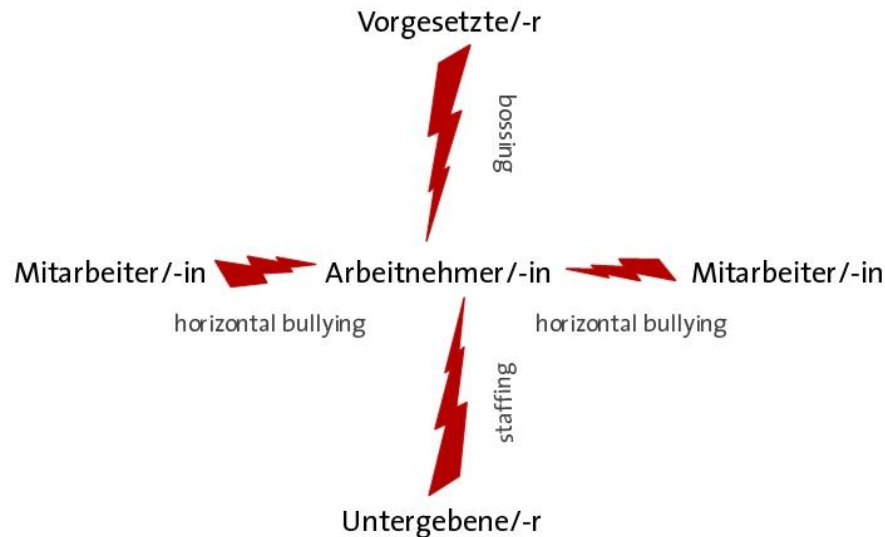 Vorgesetzte/-r
bossing
Mitarbeiter/-in
Arbeitnehmer/-in
Mitarbeiter/-in
horizontal bullying
horizontal bullying
staffing
Untergebene/-r